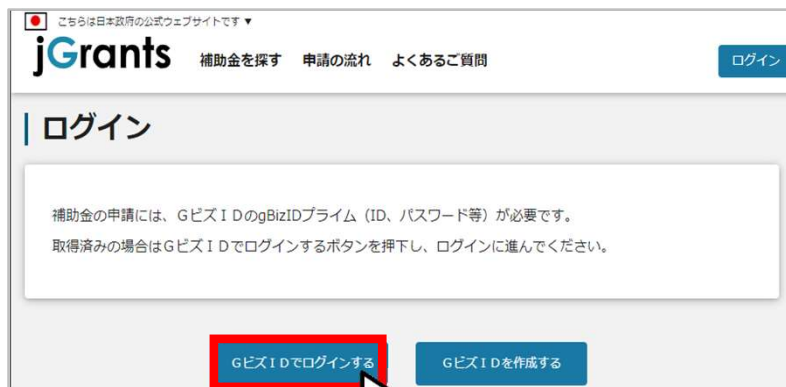 こちらは日本政府の公式ウェブサイトです ▼
jGrants 補助金を探す 申請の流れ よくあるご質問 ログイン
ログイン
補助金の申請には、GビズＩＤのgBizIDプライム（ID、パスワード等）が必要です。
取得済みの場合はGビズＩＤでログインするボタンを押下し、ログインに進んでください。
GビズＩＤでログインする GビズＩＤを作成する